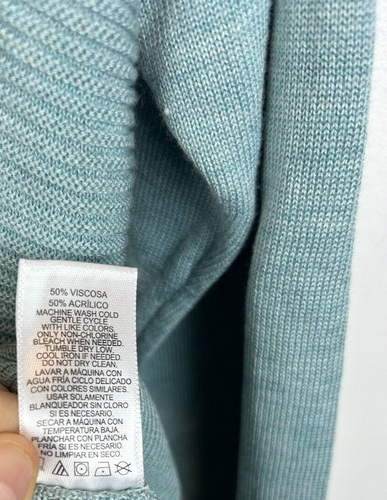 50% VISCOSA
50% ACRÍLICO
MACHINE WASH COLD
GENTLE CYCLE
WITH LIKE COLORS.
ONLY NON-CHLORINE
BLEACH WHEN NEEDED.
TUMBLE DRY LOW.
COOL IRON IF NEEDED.
DO NOT DRY CLEAN.
LAVAR A MÁQUINA CON
AGUA FRÍA CICLO DELICADO
CON COLORES SIMILARES.
USAR SOLAMENTE
BLANQUEADOR SIN CLORO
SI ES NECESARIO.
SECAR A MÁQUINA CON
TEMPERATURA BAJA.
PLANCHAR CON PLANCHA
FRÍA SI ES NECESARIO.
NO LIMPIAR EN SECO.